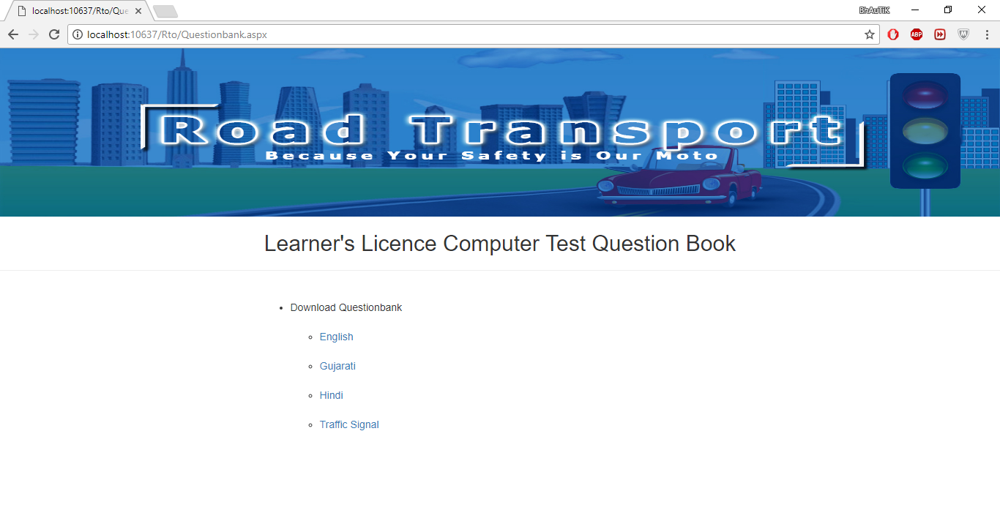 localhost:10637/Rto/Que
BhAuTiK
localhost:10637/Rto/Questionbank.aspx
ABP
Road Transport
Because Your Safety is Our Moto
Learner's Licence Computer Test Question Book
Download Questionbank
English
Gujarati
Hindi
Traffic Signal